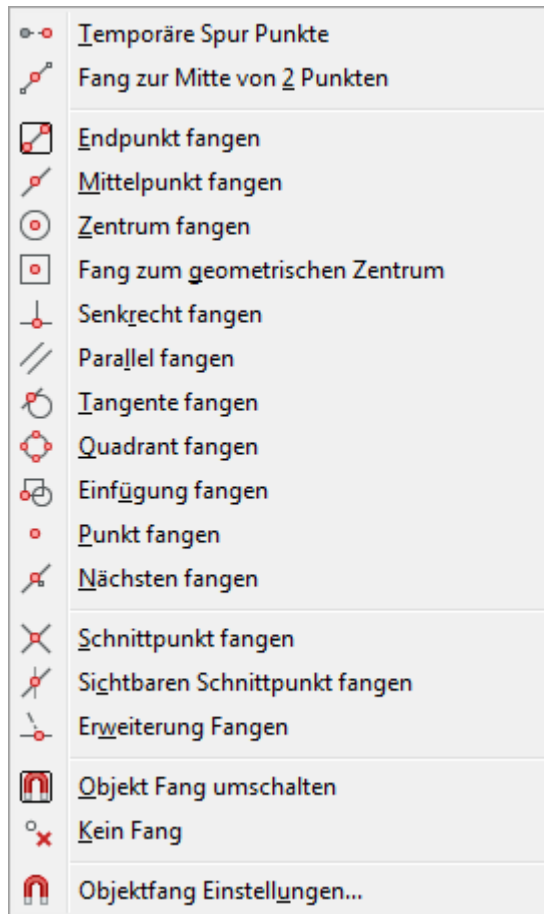 Temporäre Spur Punkte
Fang zur Mitte von 2 Punkten
Endpunkt fangen
Mittelpunkt fangen
Zentrum fangen
Fang zum geometrischen Zentrum
Senkrecht fangen
Parallel fangen
Tangente fangen
Quadrant fangen
Einfügung fangen
Punkt fangen
Nächsten fangen
Schnittpunkt fangen
Sichtbaren Schnittpunkt fangen
Erweiterung Fangen
Objekt Fang umschalten
Kein Fang
Objektfang Einstellungen...